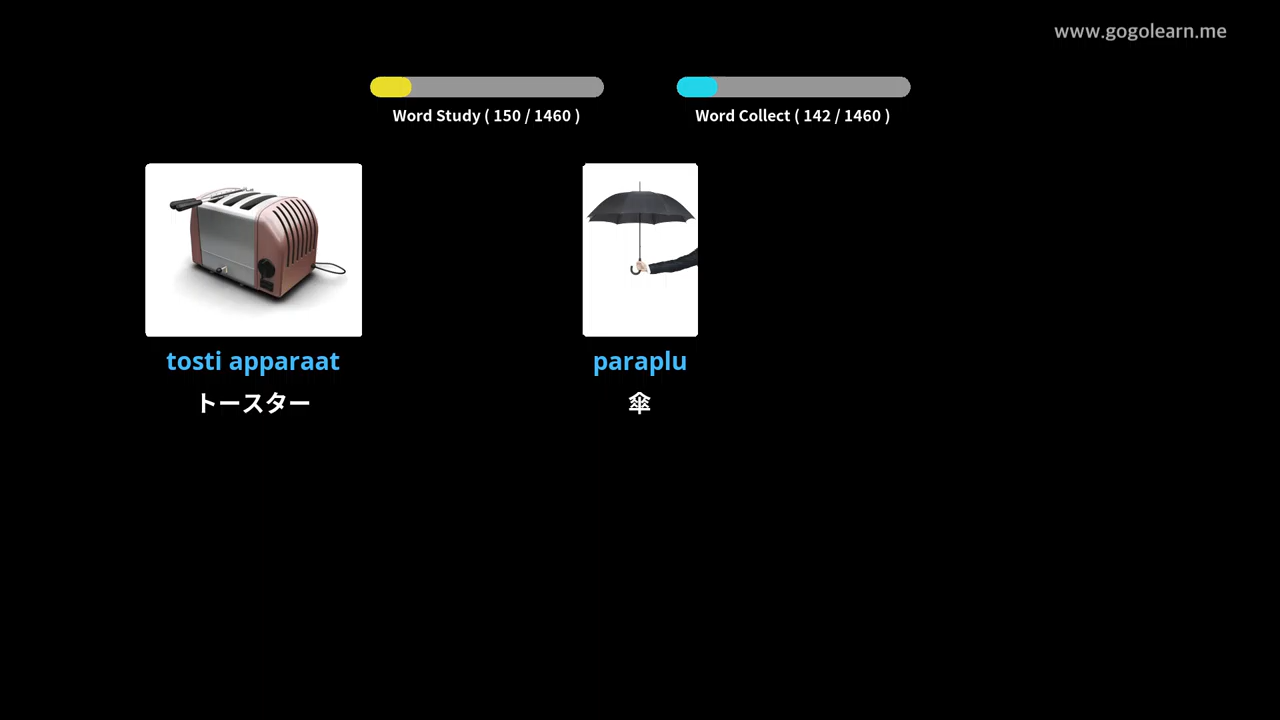 www.gogolearn.me
Word Study ( 150 / 1460 )
Word Collect ( 142 / 1460 )
tosti apparaat
paraplu
トースター
傘